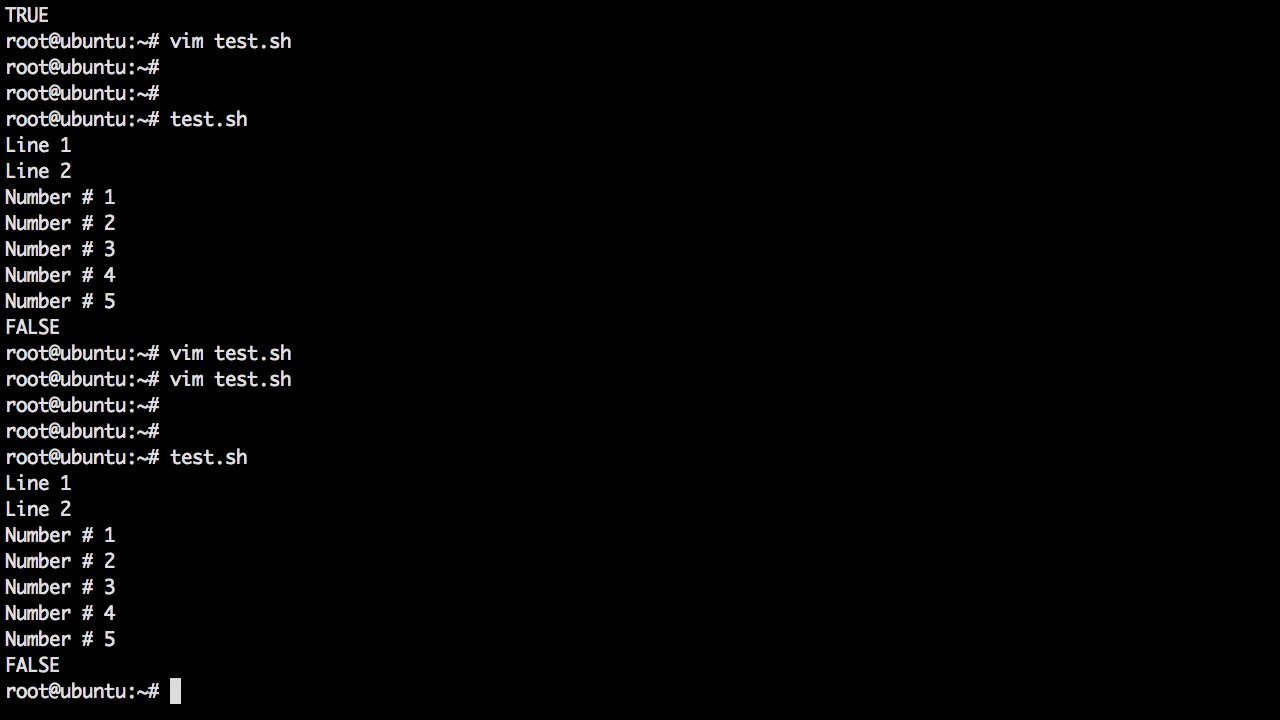 TRUE
root@ubuntu:~# vim test.sh
root@ubuntu:~#
root@ubuntu:~#
root@ubuntu:~# test.sh
Line 1
Line 2
Number # 1
Number # 2
Number # 3
Number # 4
Number # 5
FALSE
root@ubuntu:~# vim test.sh
root@ubuntu:~# vim test.sh
root@ubuntu:~#
root@ubuntu:~#
root@ubuntu:~# test.sh
Line 1
Line 2
Number # 1
Number # 2
Number # 3
Number # 4
Number # 5
FALSE
root@ubuntu:~#